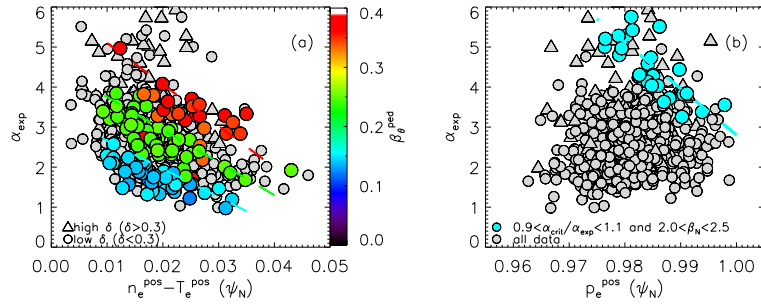 6
5
4
3
2
1
0
α_exp
(a)
△ high δ (δ>0.3)
○ low δ (δ<0.3)
0.00 0.01 0.02 0.03 0.04 0.05
n_e^pos−T_e^pos (ψ_N)
0.4
0.3
0.2
0.1
0.0
β_θ^ped
6
5
4
3
2
1
0
α_exp
(b)
0.9<α_crit/α_exp<1.1 and 2.0<β_N<2.5
all data
0.96 0.97 0.98 0.99 1.00
p_e^pos (ψ_N)